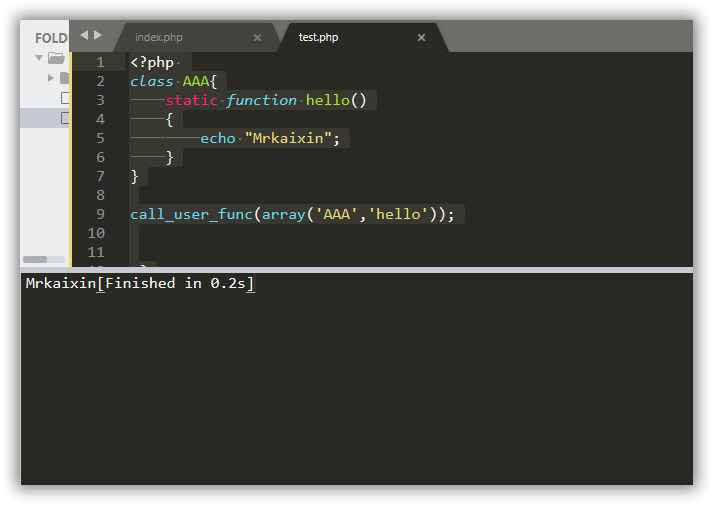 FOLD
index.php × test.php ×
1 <?php
2 class AAA{
3 static function hello()
4 {
5 echo "Mrkaixin";
6 }
7 }
8
9 call_user_func(array('AAA','hello'));
10
11
Mrkaixin[Finished in 0.2s]